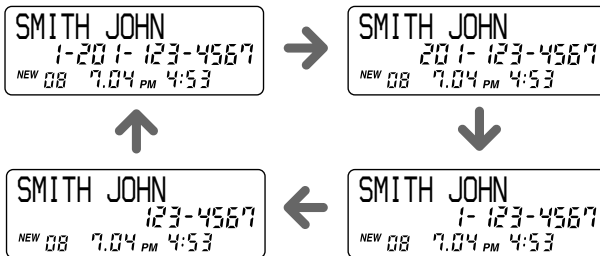 SMITH JOHN
1-201-123-4567
NEW 08 7.04 PM 4:53
SMITH JOHN
201-123-4567
NEW 08 7.04 PM 4:53
SMITH JOHN
123-4567
NEW 08 7.04 PM 4:53
SMITH JOHN
1-123-4567
NEW 08 7.04 PM 4:53